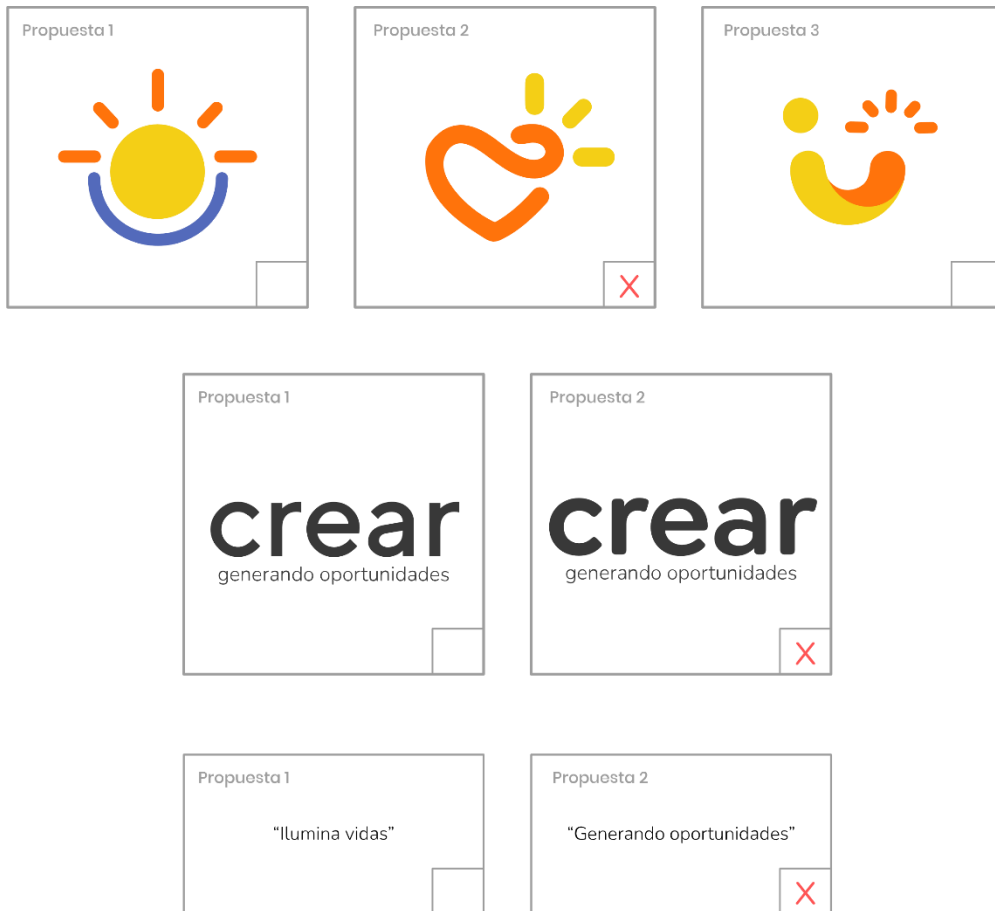 Propuesta 1
Propuesta 2
Propuesta 3
X
Propuesta 1
Propuesta 2
crear
generando oportunidades
crear
generando oportunidades
X
Propuesta 1
Propuesta 2
“Ilumina vidas”
“Generando oportunidades”
X